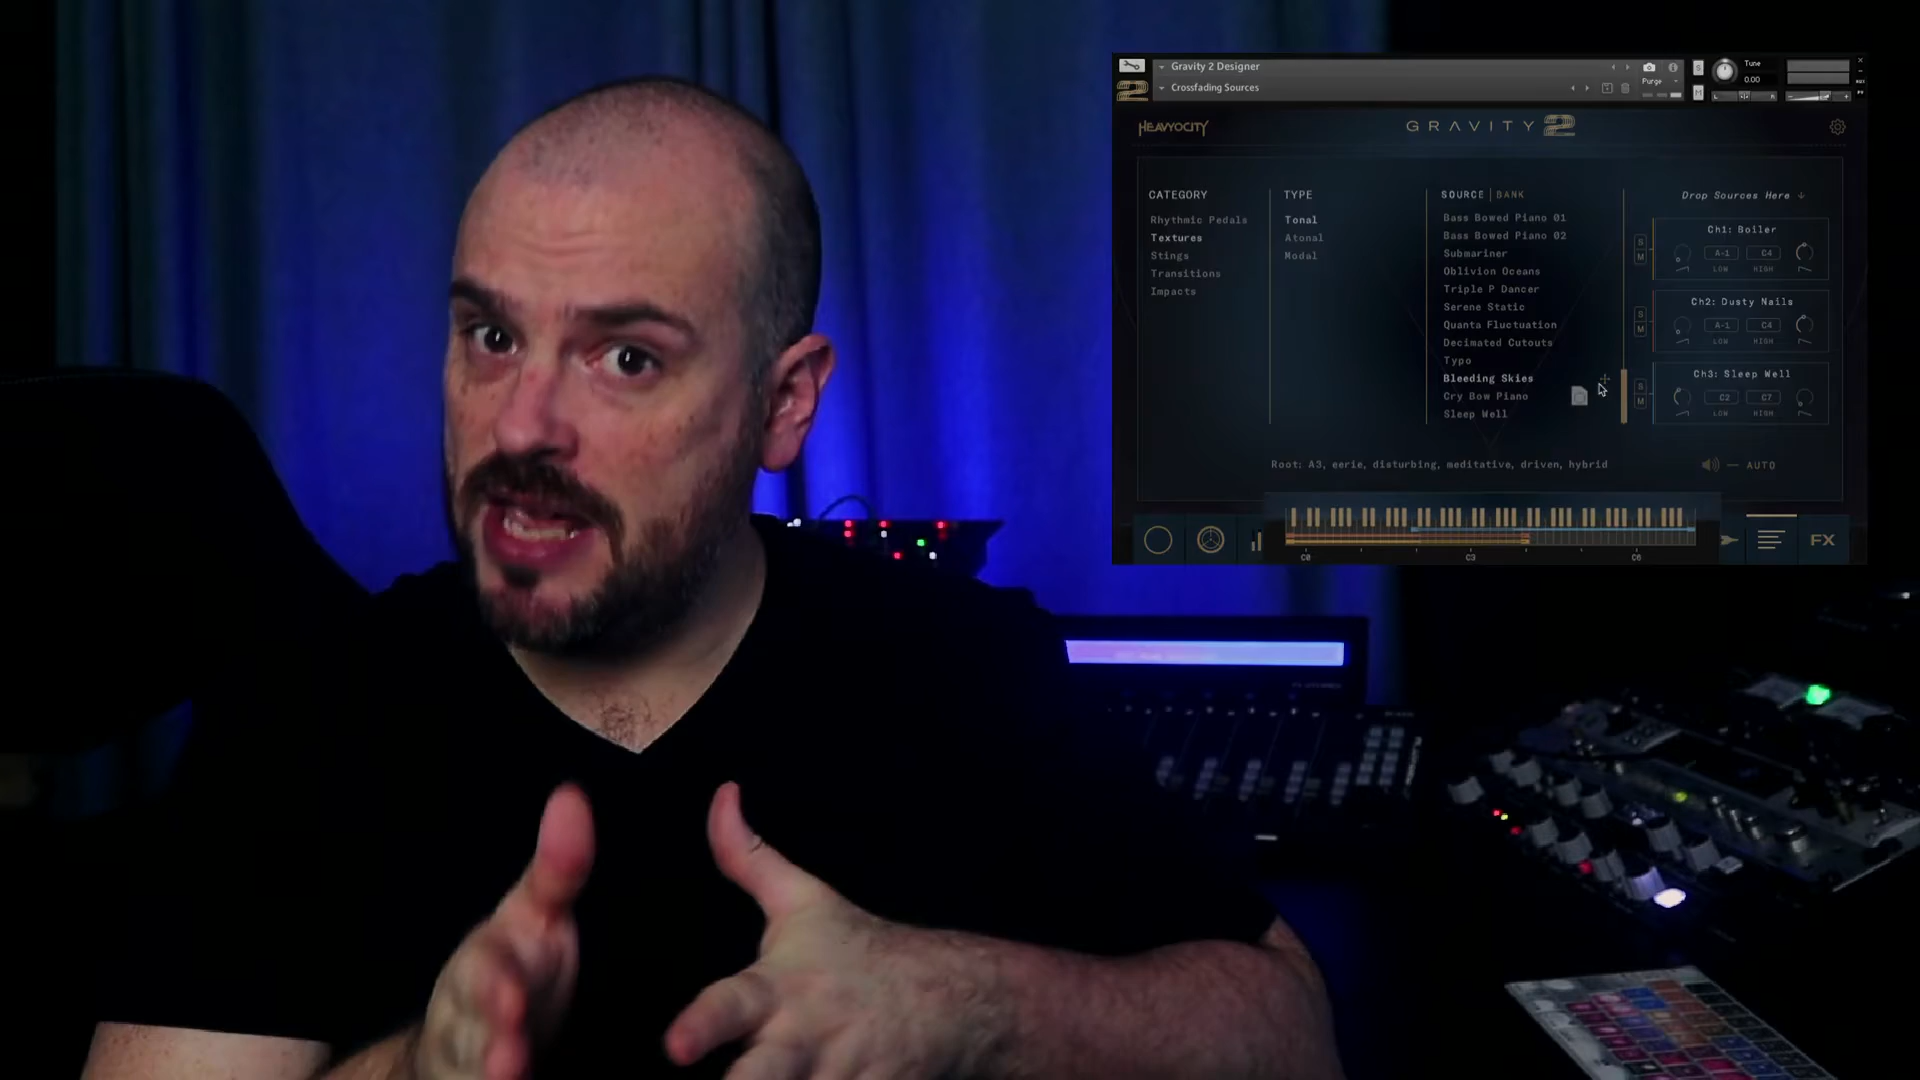 Gravity 2 Designer
Crossfading Sources
Purge
S
M
Tune
0.00
HEAVYOCITY
GRAVITY 2
CATEGORY
Rhythmic Pedals
Textures
Stings
Transitions
Impacts
TYPE
Tonal
Atonal
Modal
SOURCE | BANK
Bass Bowed Piano 01
Bass Bowed Piano 02
Submariner
Oblivion Oceans
Triple P Dancer
Serene Static
Quanta Fluctuation
Decimated Cutouts
Typo
Bleeding Skies
Cry Bow Piano
Sleep Well
Drop Sources Here ↓
Ch1: Boiler
S
M
A-1 C4
LOW HIGH
Ch2: Dusty Nails
S
M
A-1 C4
LOW HIGH
Ch3: Sleep Well
S
M
C2 C7
LOW HIGH
Root: A3, eerie, disturbing, meditative, driven, hybrid
AUTO
FX
C0 C3 C6